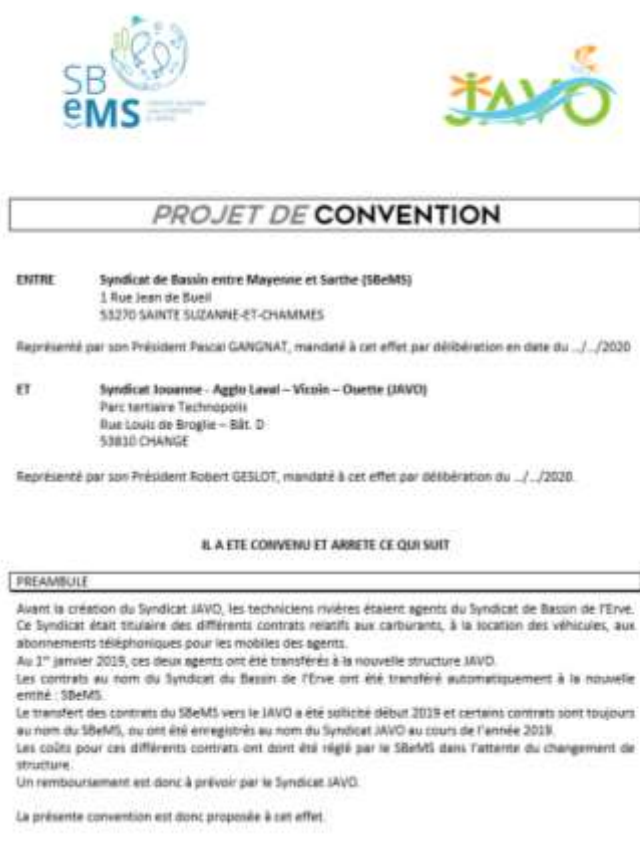 SB
eMS
JAVO
PROJET DE CONVENTION
ENTRE Syndicat de Bassin entre Mayenne et Sarthe (SBeMS)
1 Rue Jean de Bueil
53270 SAINTE SUZANNE-ET-CHAMMES
Représenté par son Président Pascal GANGNAT, mandaté à cet effet par délibération en date du .../.../2020
ET Syndicat Jouanne - Agglo Laval – Vicoin – Ouette (JAVO)
Parc tertiaire Technopolis
Rue Louis de Broglie – Bât. D
53810 CHANGE
Représenté par son Président Robert GESLOT, mandaté à cet effet par délibération du .../.../2020.
IL A ETE CONVENU ET ARRETE CE QUI SUIT
PREAMBULE
Avant la création du Syndicat JAVO, les techniciens rivières étaient agents du Syndicat de Bassin de l'Erve.
Ce Syndicat était titulaire des différents contrats relatifs aux carburants, à la location des véhicules, aux
abonnements téléphoniques pour les mobiles des agents.
Au 1er janvier 2019, ces deux agents ont été transférés à la nouvelle structure JAVO.
Les contrats au nom du Syndicat du Bassin de l'Erve ont été transféré automatiquement à la nouvelle
entité : SBeMS.
Le transfert des contrats du SBeMS vers le JAVO a été sollicité début 2019 et certains contrats sont toujours
au nom du SBeMS, ou ont été enregistrés au nom du Syndicat JAVO au cours de l'année 2019.
Les coûts pour ces différents contrats ont dont été réglé par le SBeMS dans l'attente du changement de
structure.
Un remboursement est donc à prévoir par le Syndicat JAVO.
La présente convention est donc proposée à cet effet.